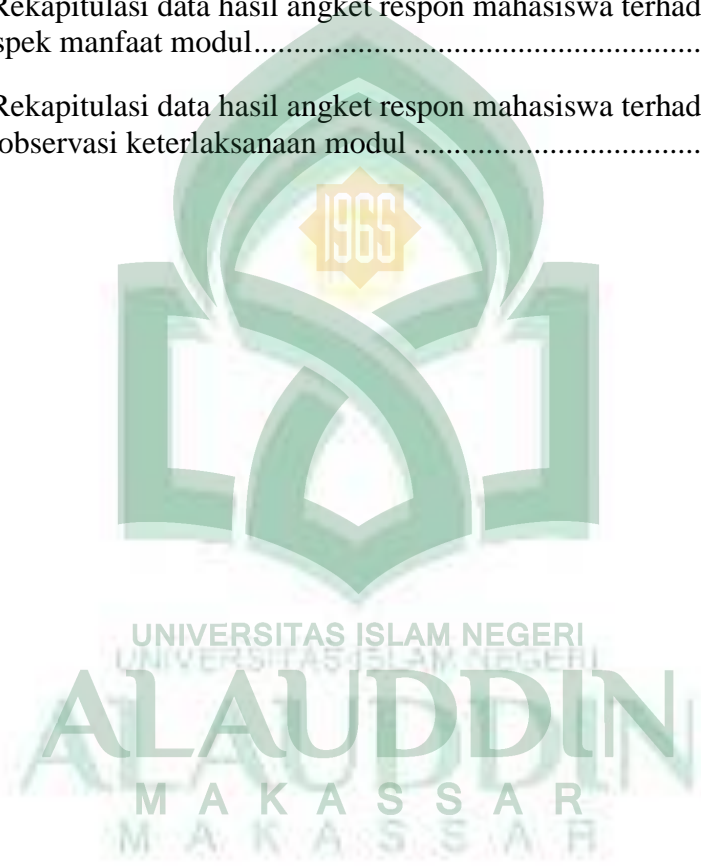 Rekapitulasi data hasil angket respon mahasiswa terhad
spek manfaat modul........................................................
Rekapitulasi data hasil angket respon mahasiswa terhad
observasi keterlaksanaan modul ....................................
1965
UNIVERSITAS ISLAM NEGERI
ALAUDDIN
MAKASSAR